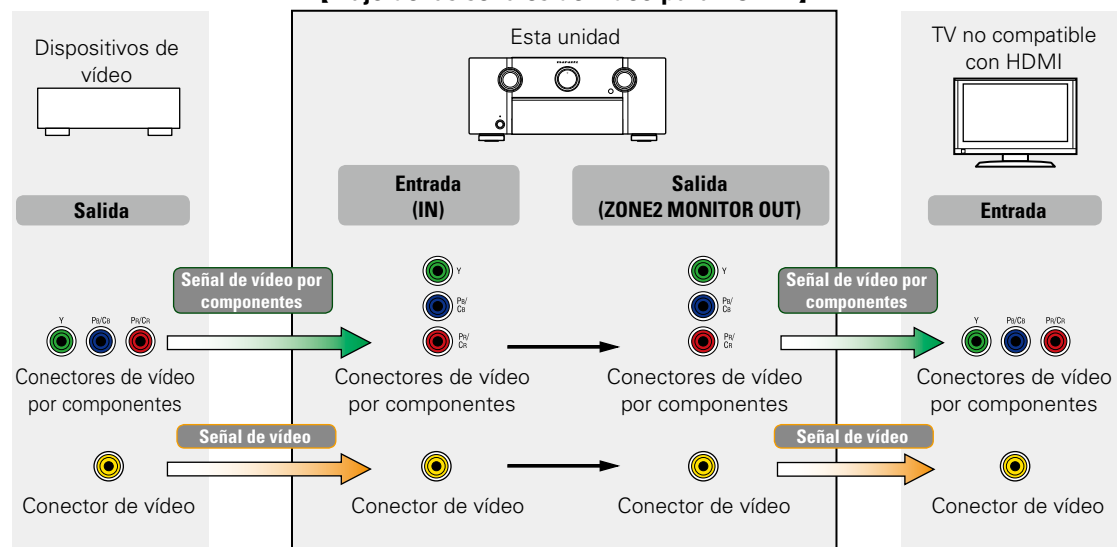 Dispositivos de
vídeo
Esta unidad
TV no compatible
con HDMI
Salida
Entrada
(IN)
Salida
(ZONE2 MONITOR OUT)
Entrada
Señal de vídeo por
componentes
Señal de vídeo por
componentes
Y PB/CB PR/CR
Y
PB/
CB
PR/
CR
Y
PB/
CB
PR/
CR
Y PB/CB PR/CR
Conectores de vídeo
por componentes
Conectores de vídeo
por componentes
Conectores de vídeo
por componentes
Conectores de vídeo
por componentes
Señal de vídeo
Señal de vídeo
Conector de vídeo
Conector de vídeo
Conector de vídeo
Conector de vídeo